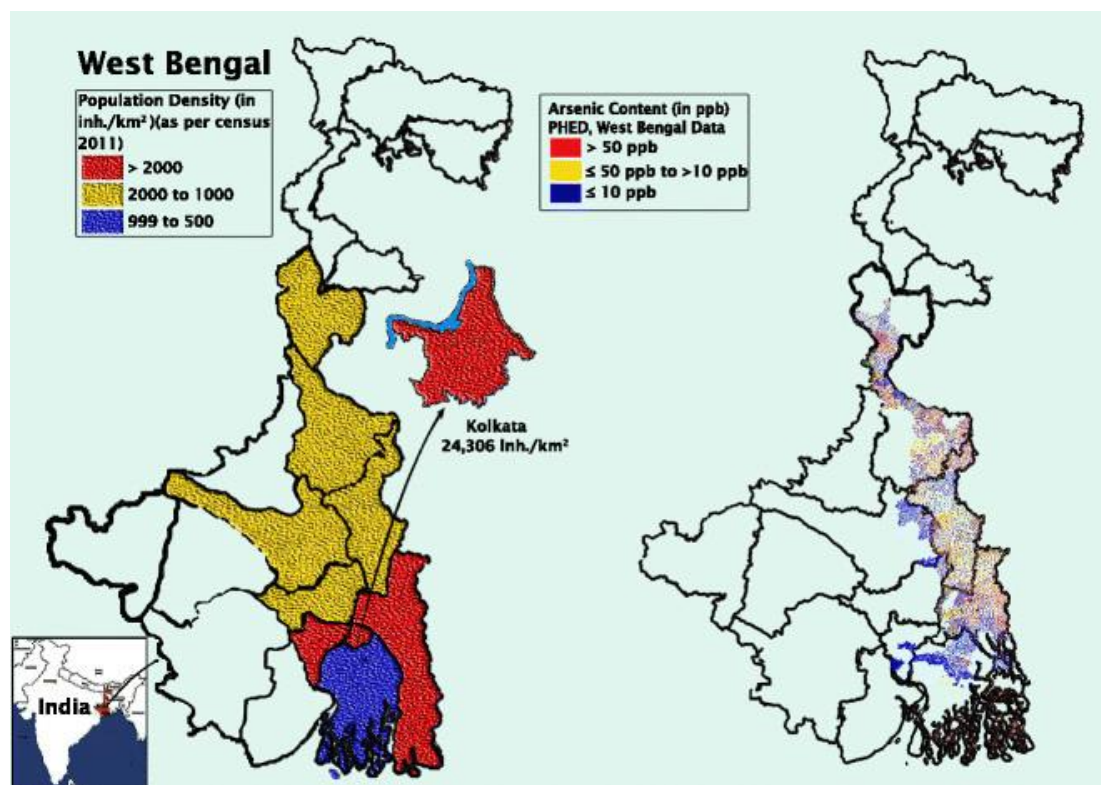 West Bengal
Population Density (in
inh./km²)(as per census
2011)
> 2000
2000 to 1000
999 to 500
Arsenic Content (in ppb)
PHED, West Bengal Data
> 50 ppb
≤ 50 ppb to >10 ppb
≤ 10 ppb
Kolkata
24,306 Inh./km²
India